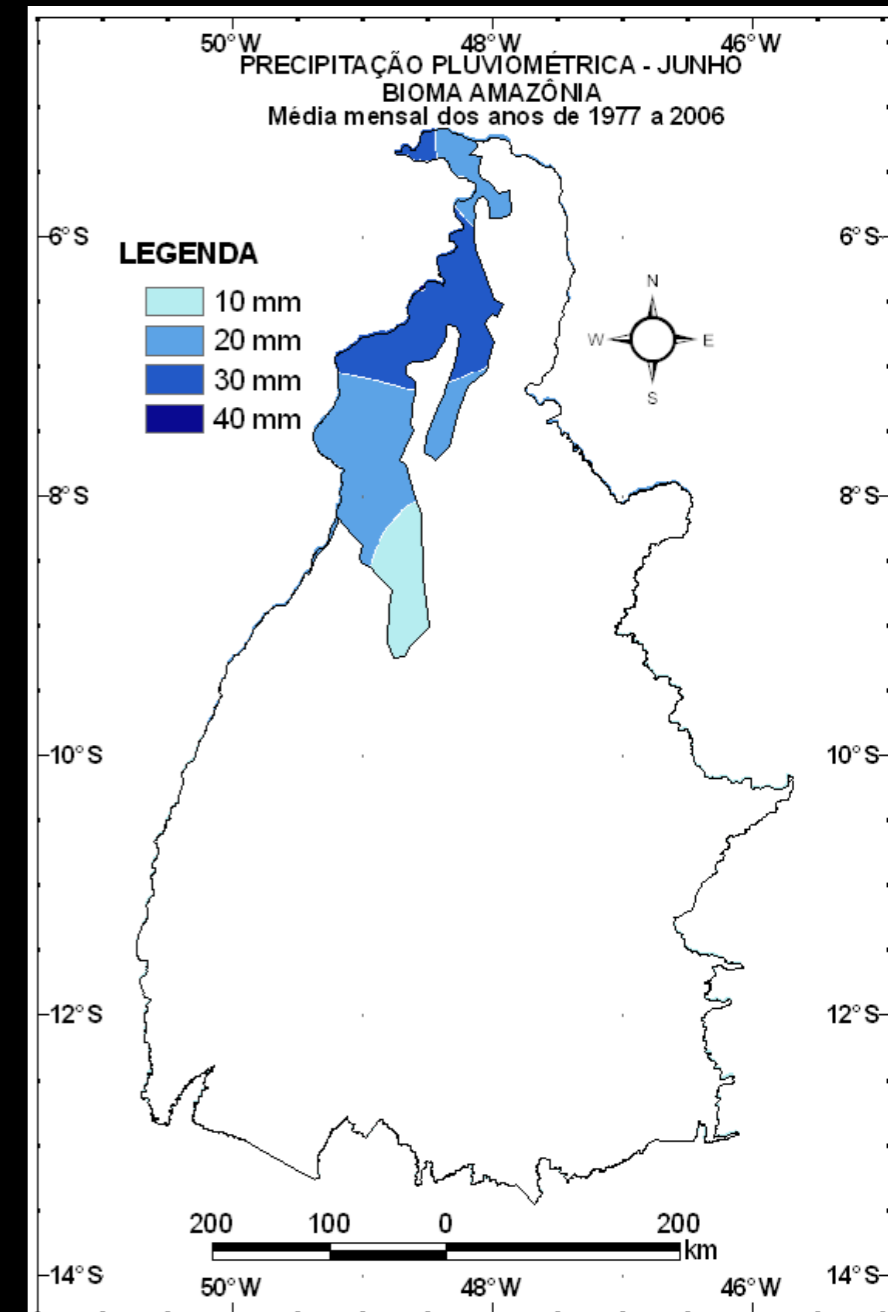 50°W 48°W 46°W
PRECIPITAÇÃO PLUVIOMÉTRICA - JUNHO
BIOMA AMAZÔNIA
Média mensal dos anos de 1977 a 2006
6°S 6°S
LEGENDA
10 mm
20 mm
30 mm
40 mm
N
W E
S
8°S 8°S
10°S 10°S
12°S 12°S
200 100 0 200
km
14°S 14°S
50°W 48°W 46°W